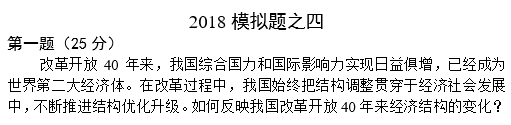 2018 模拟题之四
第一题（25 分）
改革开放 40 年来，我国综合国力和国际影响力实现日益俱增，已经成为
世界第二大经济体。在改革过程中，我国始终把结构调整贯穿于经济社会发展
中，不断推进结构优化升级。如何反映我国改革开放 40 年来经济结构的变化？